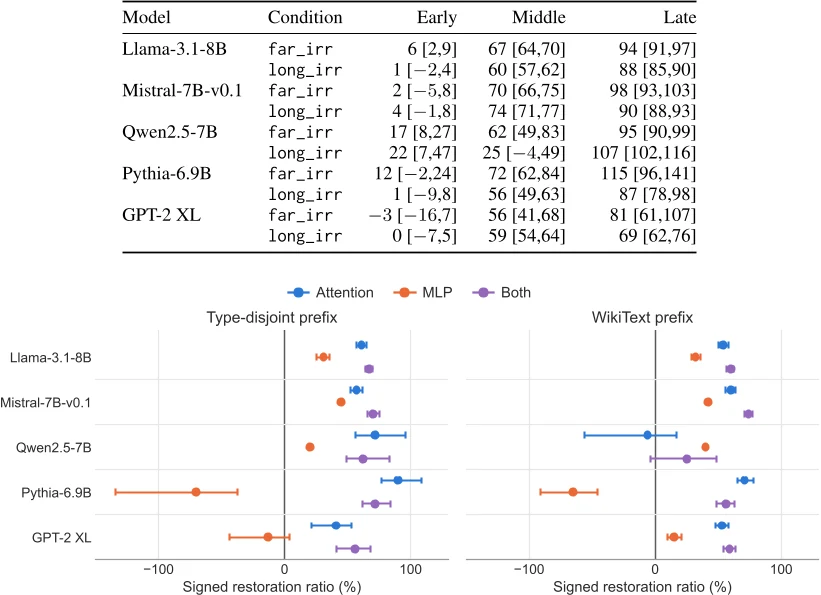 Model Condition Early Middle Late
Llama-3.1-8B far_irr 6 [2,9] 67 [64,70] 94 [91,97]
long_irr 1 [−2,4] 60 [57,62] 88 [85,90]
Mistral-7B-v0.1 far_irr 2 [−5,8] 70 [66,75] 98 [93,103]
long_irr 4 [−1,8] 74 [71,77] 90 [88,93]
Qwen2.5-7B far_irr 17 [8,27] 62 [49,83] 95 [90,99]
long_irr 22 [7,47] 25 [−4,49] 107 [102,116]
Pythia-6.9B far_irr 12 [−2,24] 72 [62,84] 115 [96,141]
long_irr 1 [−9,8] 56 [49,63] 87 [78,98]
GPT-2 XL far_irr −3 [−16,7] 56 [41,68] 81 [61,107]
long_irr 0 [−7,5] 59 [54,64] 69 [62,76]
Attention MLP Both
Type-disjoint prefix WikiText prefix
Llama-3.1-8B
Mistral-7B-v0.1
Qwen2.5-7B
Pythia-6.9B
GPT-2 XL
−100 0 100 −100 0 100
Signed restoration ratio (%) Signed restoration ratio (%)